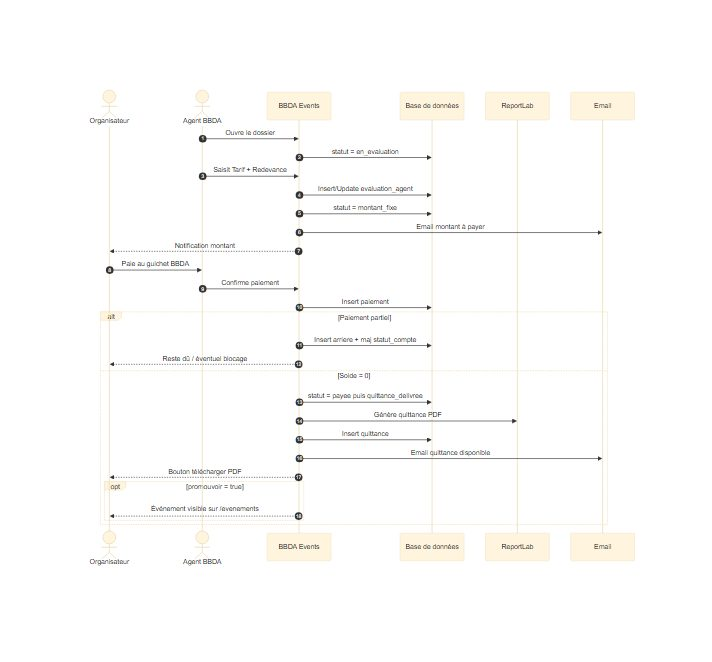 Organisateur
Agent BBDA
BBDA Events
Base de données
ReportLab
Email
1 Ouvre le dossier
2 statut = en_evaluation
3 Saisit Tarif + Redevance
4 Insert/Update evaluation_agent
5 statut = montant_fixe
6 Email montant à payer
7 Notification montant
8 Paie au guichet BBDA
9 Confirme paiement
10 Insert paiement
alt [Paiement partiel]
11 Insert arriere + maj statut_compte
12 Reste dû / éventuel blocage
[Solde = 0]
13 statut = payee puis quittance_delivree
14 Génère quittance PDF
15 Insert quittance
16 Email quittance disponible
17 Bouton télécharger PDF
opt [promouvoir = true]
18 Événement visible sur /evenements
Organisateur
Agent BBDA
BBDA Events
Base de données
ReportLab
Email